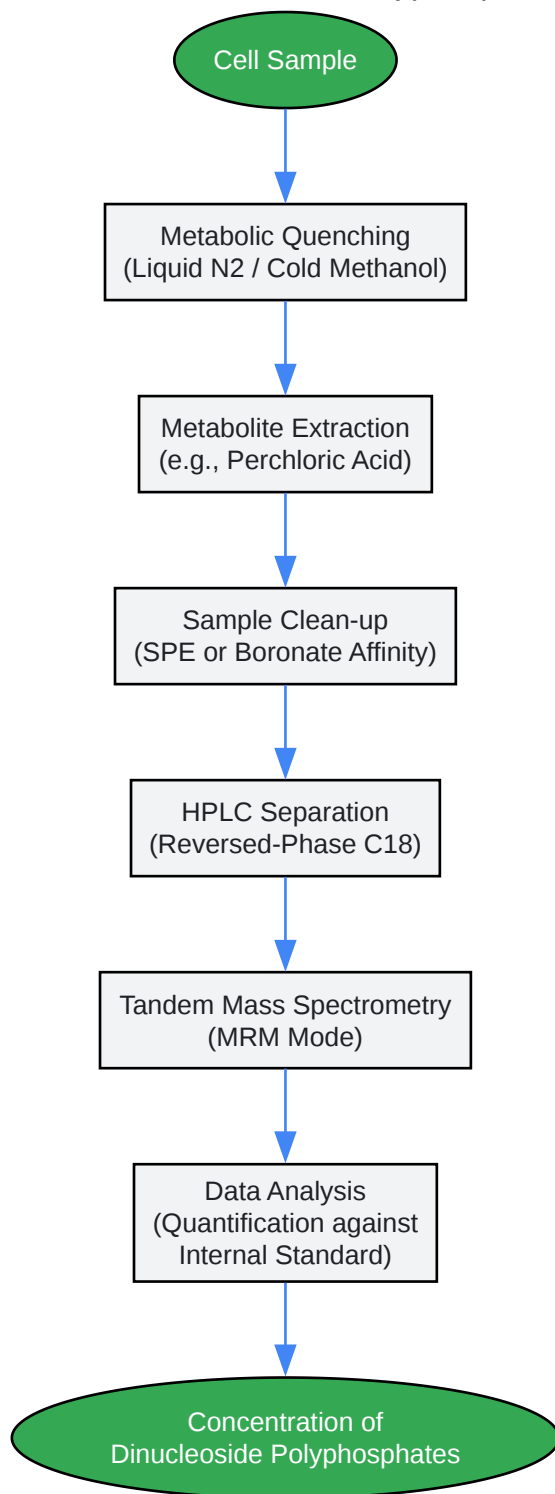 Cell Sample
Metabolic Quenching
(Liquid N2 / Cold Methanol)
Metabolite Extraction
(e.g., Perchloric Acid)
Sample Clean-up
(SPE or Boronate Affinity)
HPLC Separation
(Reversed-Phase C18)
Tandem Mass Spectrometry
(MRM Mode)
Data Analysis
(Quantification against
Internal Standard)
Concentration of
Dinucleoside Polyphosphates